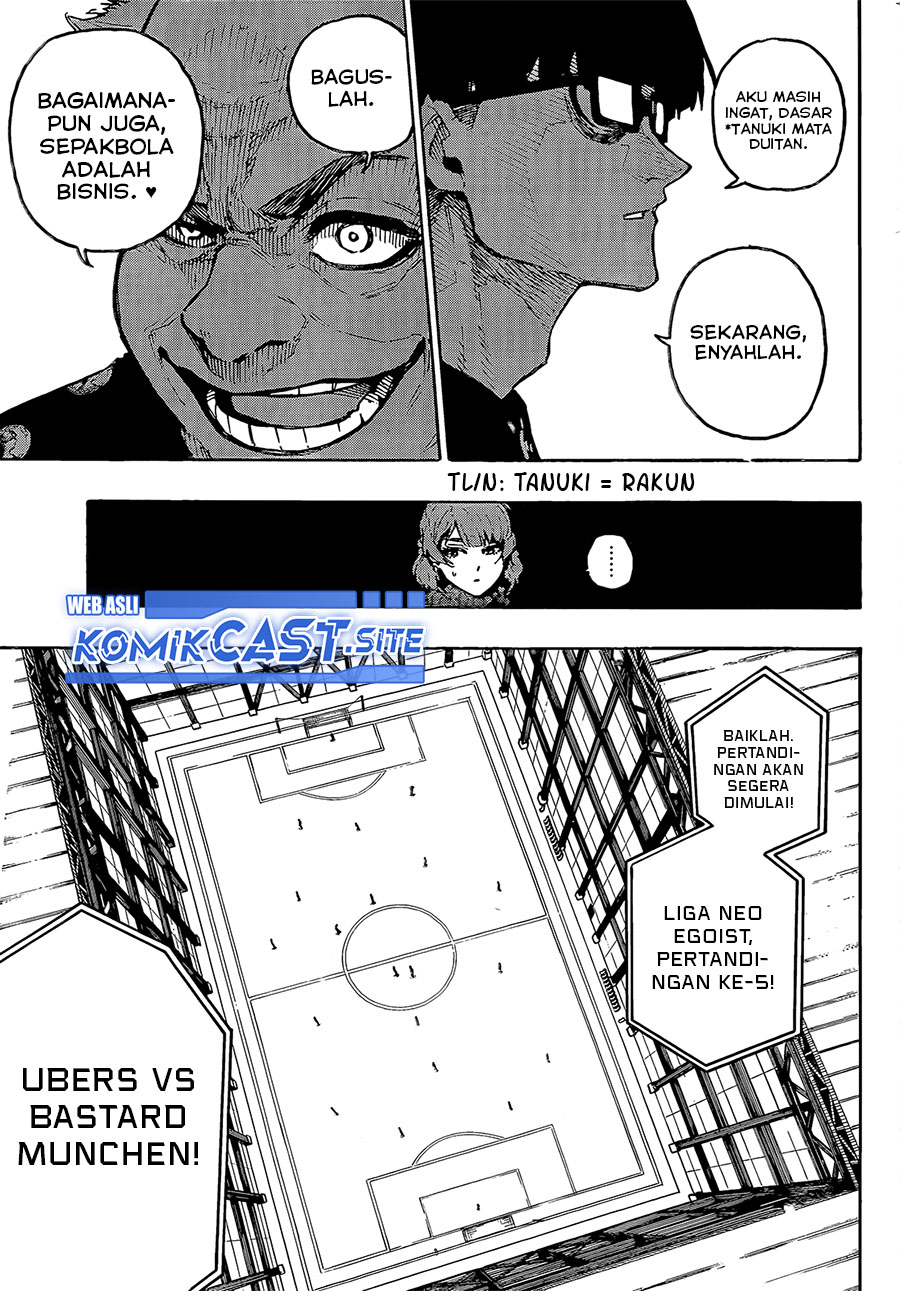 AKU MASIH
INGAT, DASAR
*TANUKI MATA
DUITAN.
SEKARANG,
ENYAHLAH.
BAGUS-
LAH.
BAGAIMANA-
PUN JUGA,
SEPAKBOLA
ADALAH
BISNIS. ♥
TL/N: TANUKI = RAKUN
........
WEB ASLI
KOMIKCAST.SITE
BAIKLAH.
PERTANDI-
NGAN AKAN
SEGERA
DIMULAI!
LIGA NEO
EGOIST,
PERTANDI-
NGAN KE-5!
UBERS VS
BASTARD
MUNCHEN!